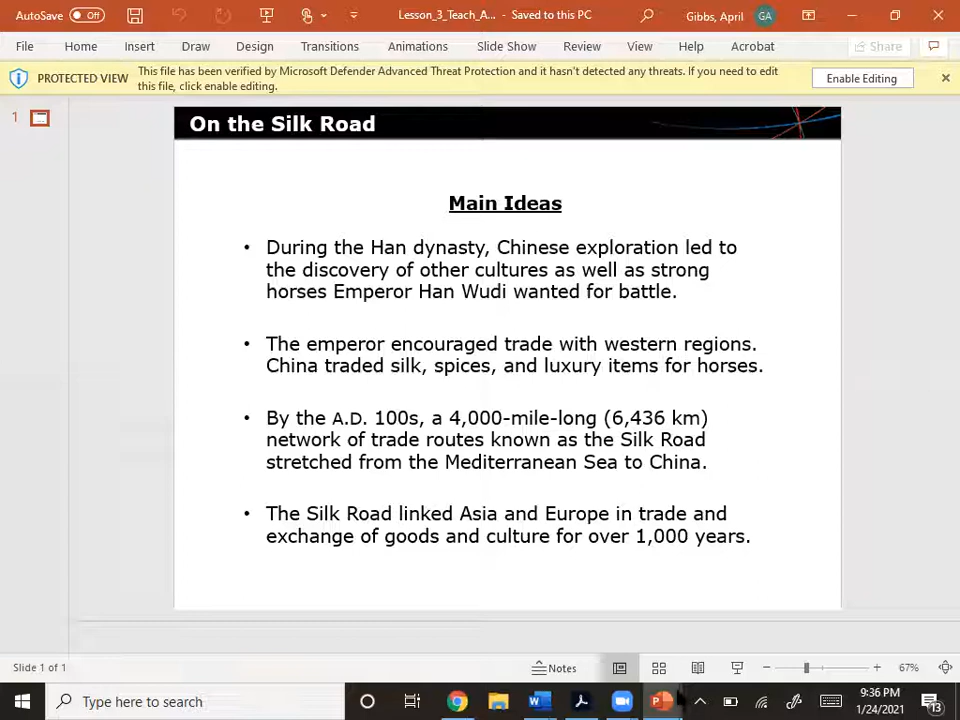 AutoSave Off Lesson_3_Teach_A... - Saved to this PC Gibbs, April GA
File Home Insert Draw Design Transitions Animations Slide Show Review View Help Acrobat Share
PROTECTED VIEW This file has been verified by Microsoft Defender Advanced Threat Protection and it hasn't detected any threats. If you need to edit
this file, click enable editing.
Enable Editing
1
On the Silk Road
Main Ideas
• During the Han dynasty, Chinese exploration led to
the discovery of other cultures as well as strong
horses Emperor Han Wudi wanted for battle.
• The emperor encouraged trade with western regions.
China traded silk, spices, and luxury items for horses.
• By the A.D. 100s, a 4,000-mile-long (6,436 km)
network of trade routes known as the Silk Road
stretched from the Mediterranean Sea to China.
• The Silk Road linked Asia and Europe in trade and
exchange of goods and culture for over 1,000 years.
Slide 1 of 1 Notes 67%
Type here to search
9:36 PM
1/24/2021
13